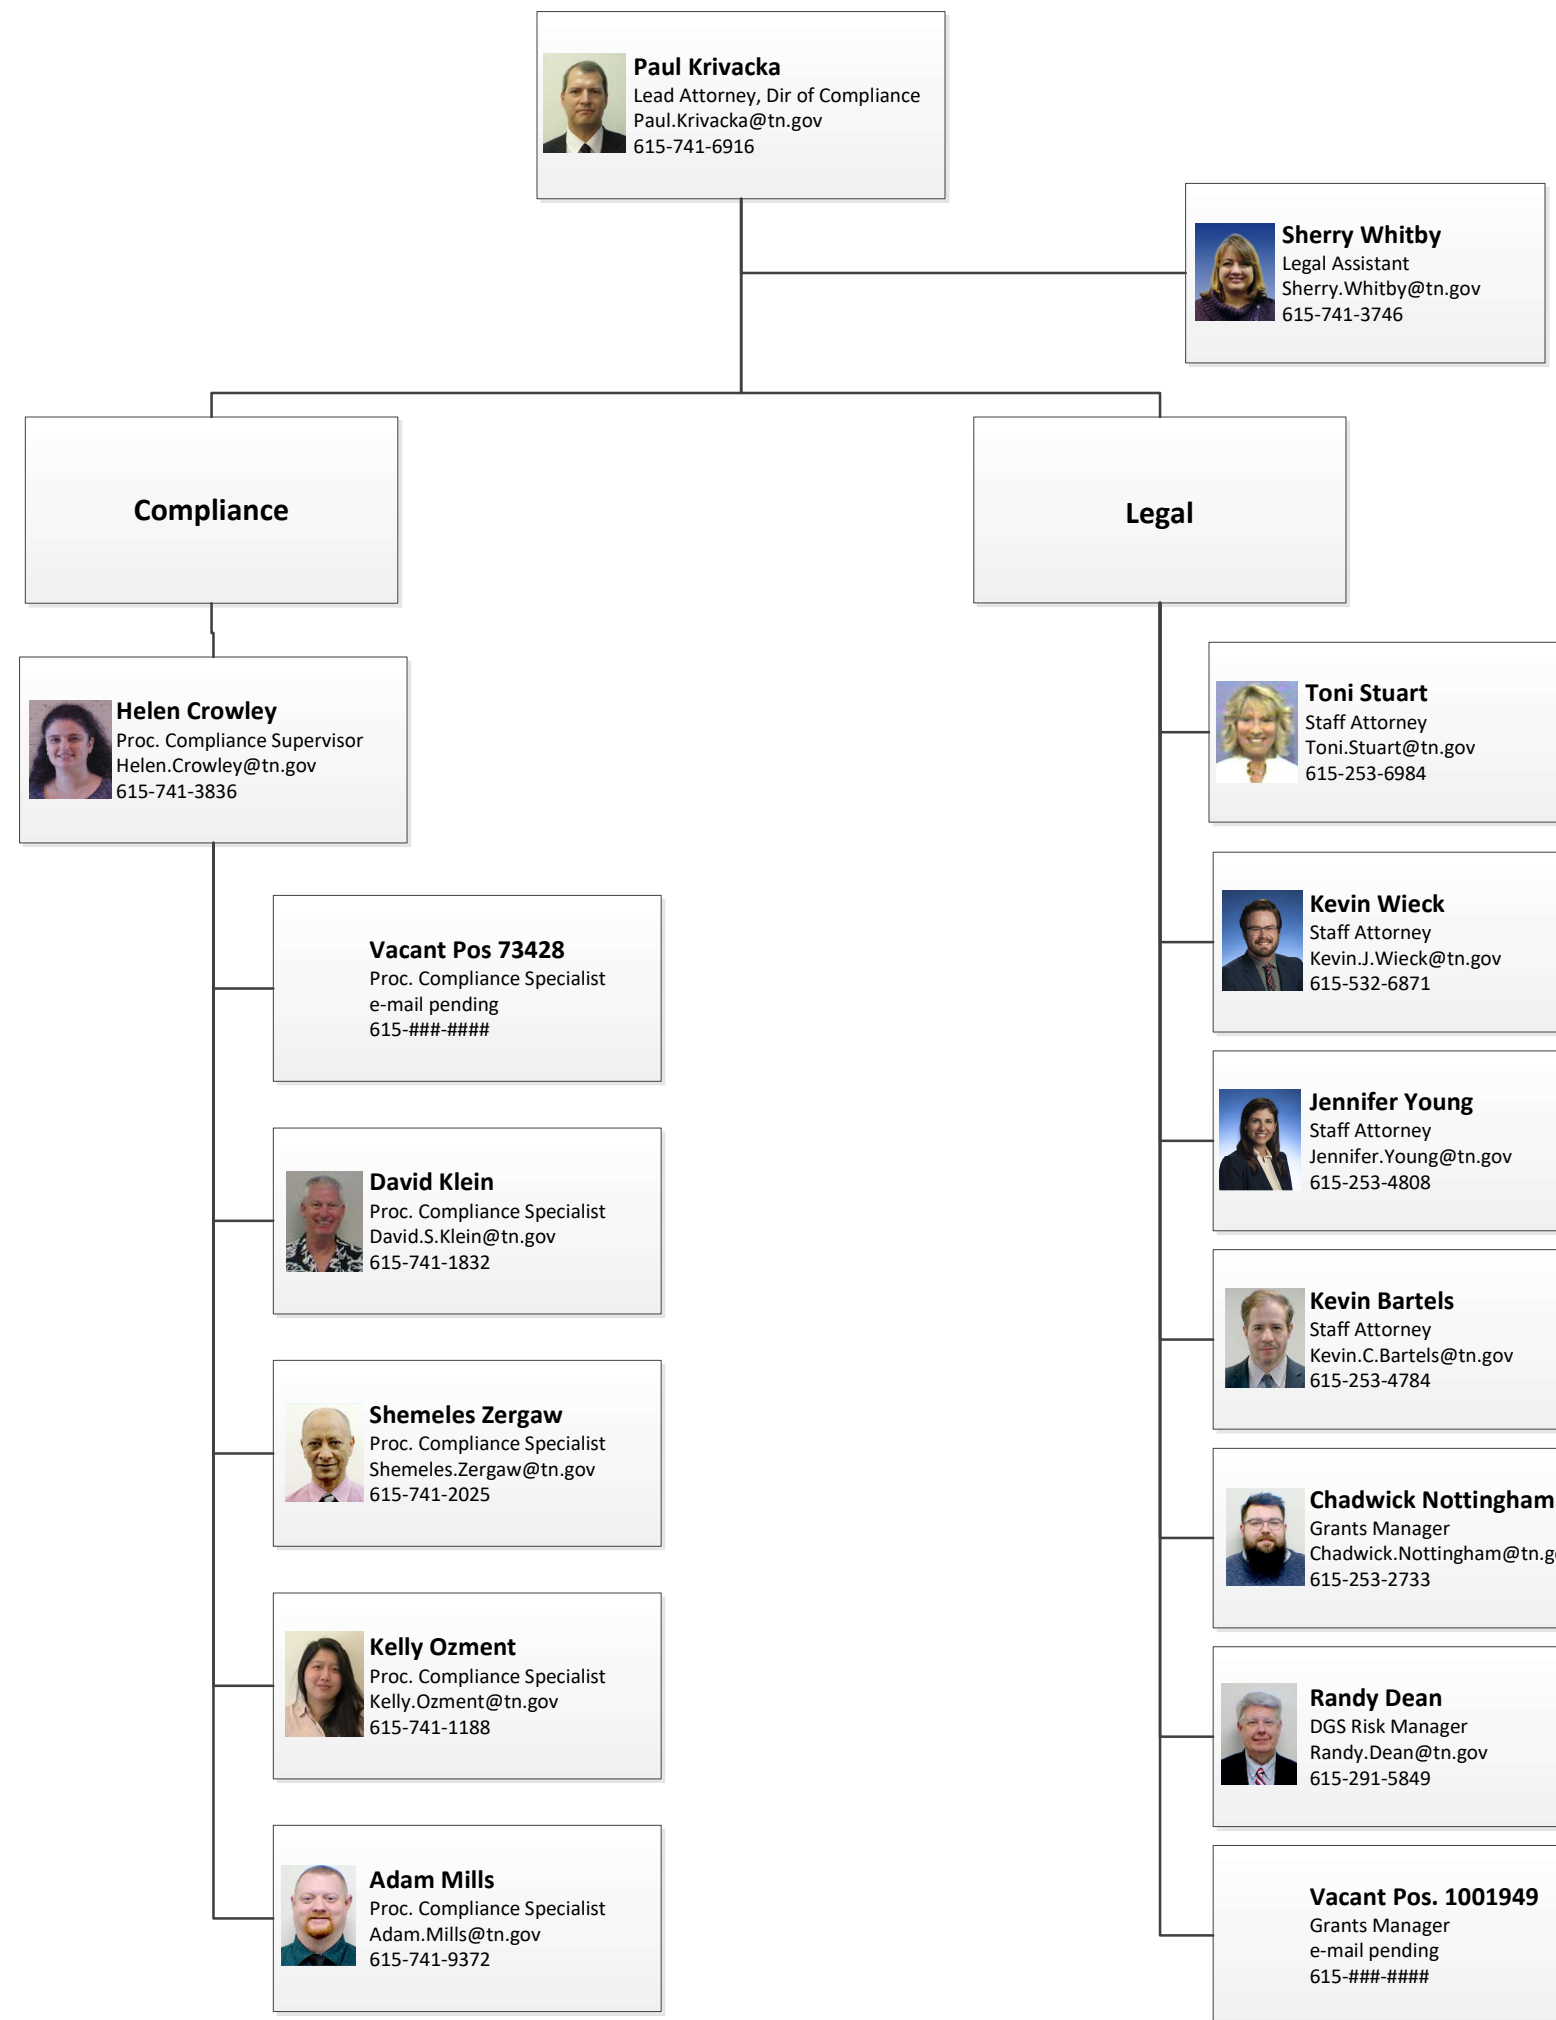 Paul Krivacka
Lead Attorney, Dir of Compliance
Paul.Krivacka@tn.gov
615-741-6916
Sherry Whitby
Legal Assistant
Sherry.Whitby@tn.gov
615-741-3746
Compliance
Legal
Helen Crowley
Proc. Compliance Supervisor
Helen.Crowley@tn.gov
615-741-3836
Vacant Pos 73428
Proc. Compliance Specialist
e-mail pending
615-###-####
David Klein
Proc. Compliance Specialist
David.S.Klein@tn.gov
615-741-1832
Shemeles Zergaw
Proc. Compliance Specialist
Shemeles.Zergaw@tn.gov
615-741-2025
Kelly Ozment
Proc. Compliance Specialist
Kelly.Ozment@tn.gov
615-741-1188
Adam Mills
Proc. Compliance Specialist
Adam.Mills@tn.gov
615-741-9372
Toni Stuart
Staff Attorney
Toni.Stuart@tn.gov
615-253-6984
Kevin Wieck
Staff Attorney
Kevin.J.Wieck@tn.gov
615-532-6871
Jennifer Young
Staff Attorney
Jennifer.Young@tn.gov
615-253-4808
Kevin Bartels
Staff Attorney
Kevin.C.Bartels@tn.gov
615-253-4784
Chadwick Nottingham
Grants Manager
Chadwick.Nottingham@tn.g
615-253-2733
Randy Dean
DGS Risk Manager
Randy.Dean@tn.gov
615-291-5849
Vacant Pos. 1001949
Grants Manager
e-mail pending
615-###-####